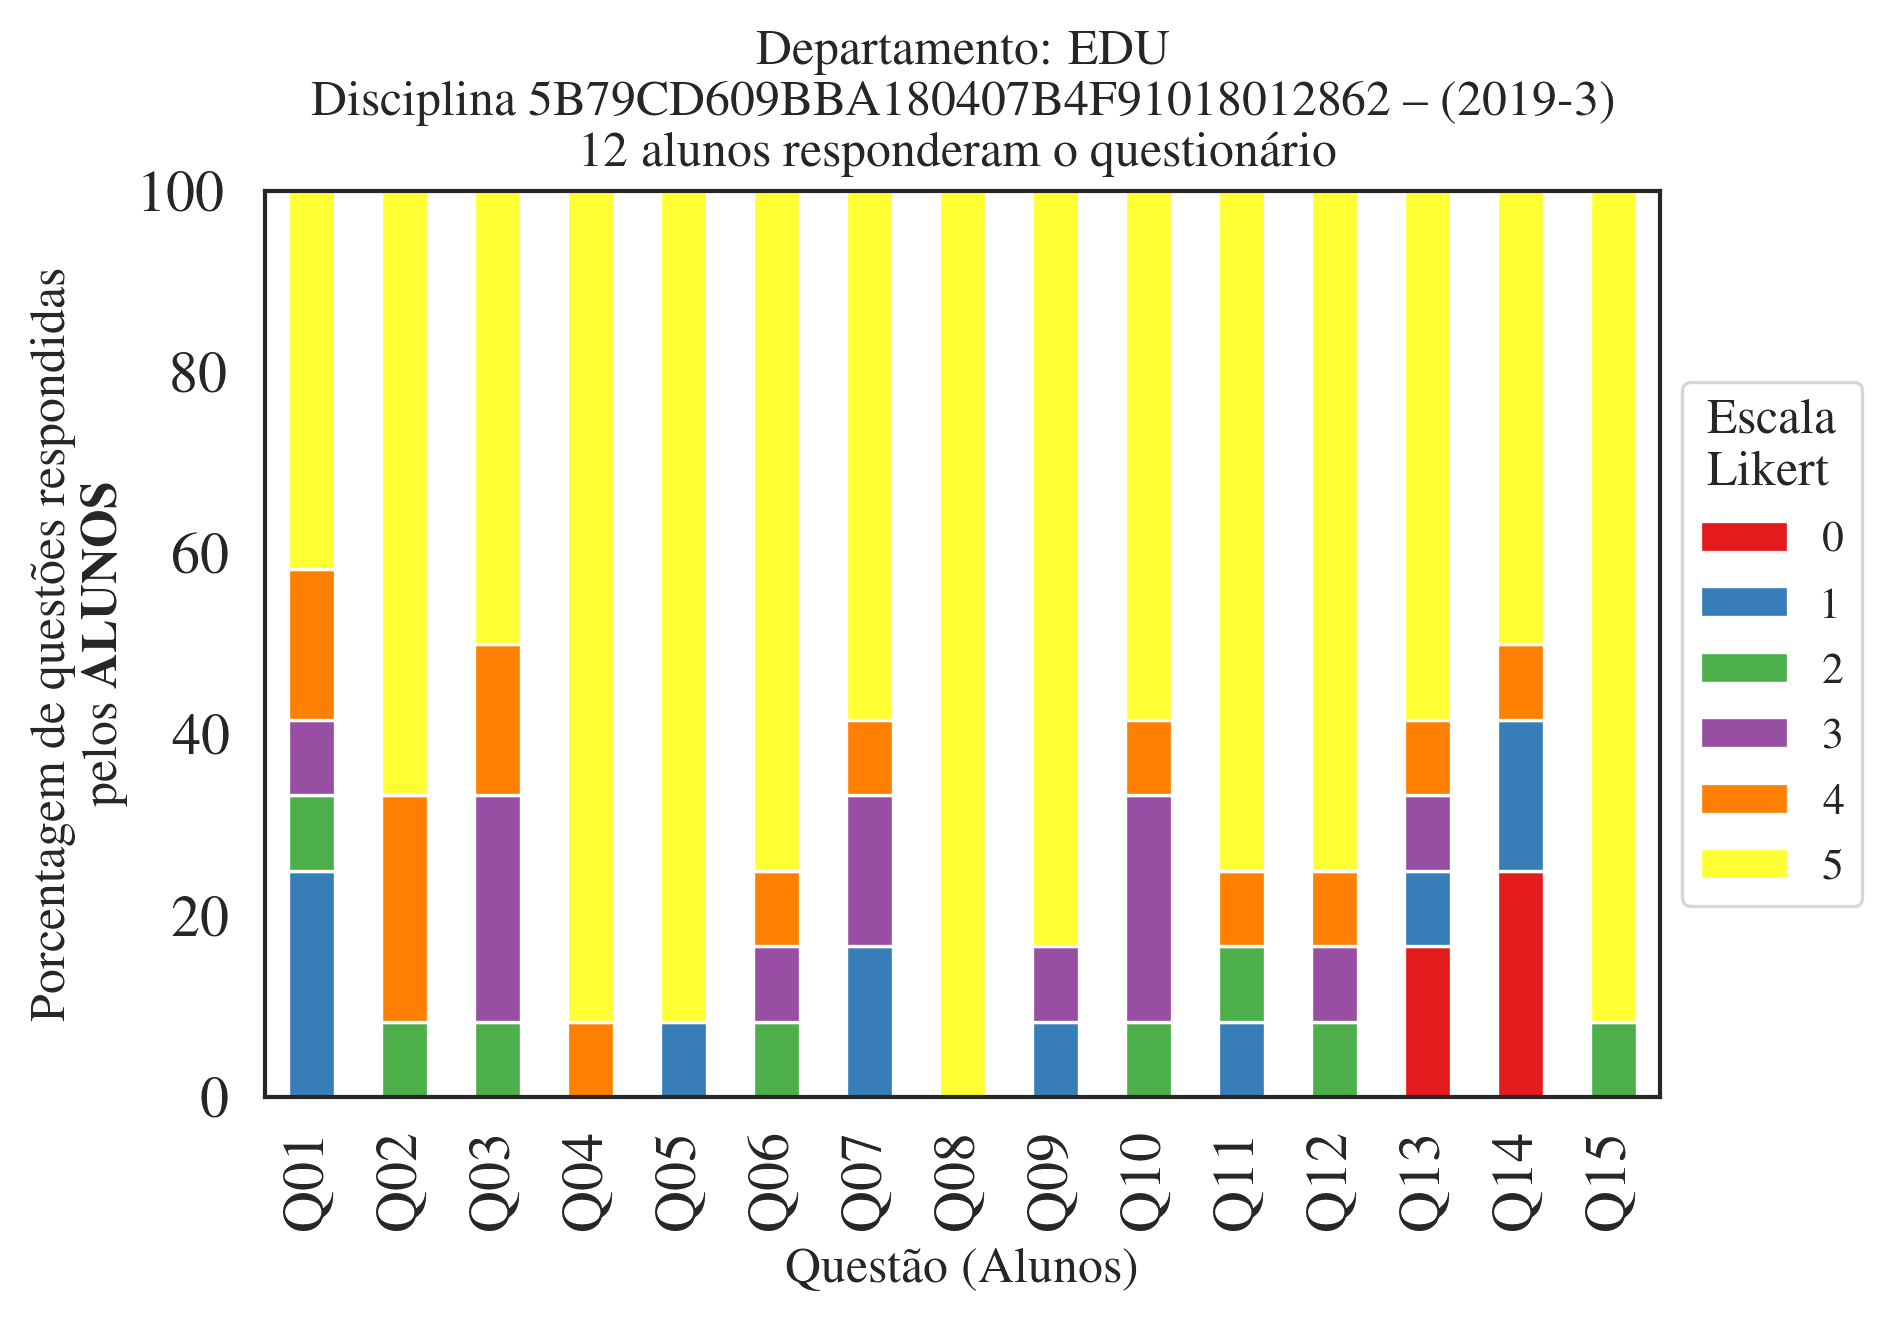 Departamento: EDU
Disciplina 5B79CD609BBA180407B4F91018012862 – (2019-3)
12 alunos responderam o questionário
Porcentagem de questões respondidas
pelos ALUNOS
100
80
60
40
20
0
Q01
Q02
Q03
Q04
Q05
Q06
Q07
Q08
Q09
Q10
Q11
Q12
Q13
Q14
Q15
Questão (Alunos)
Escala
Likert
0
1
2
3
4
5